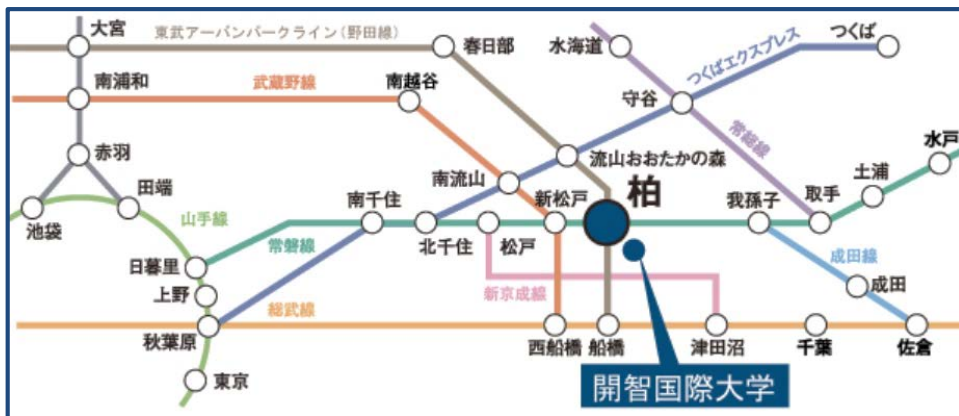 大宮
東武アーバンパークライン(野田線)
春日部
水海道
つくばエクスプレス
つくば
南浦和
武蔵野線
南越谷
守谷
常総線
水戸
赤羽
流山おおたかの森
土浦
南流山
新松戸
柏
我孫子
取手
池袋
田端
山手線
南千住
日暮里
常磐線
北千住
松戸
成田線
上野
新京成線
成田
総武線
秋葉原
西船橋
船橋
津田沼
千葉
佐倉
東京
開智国際大学